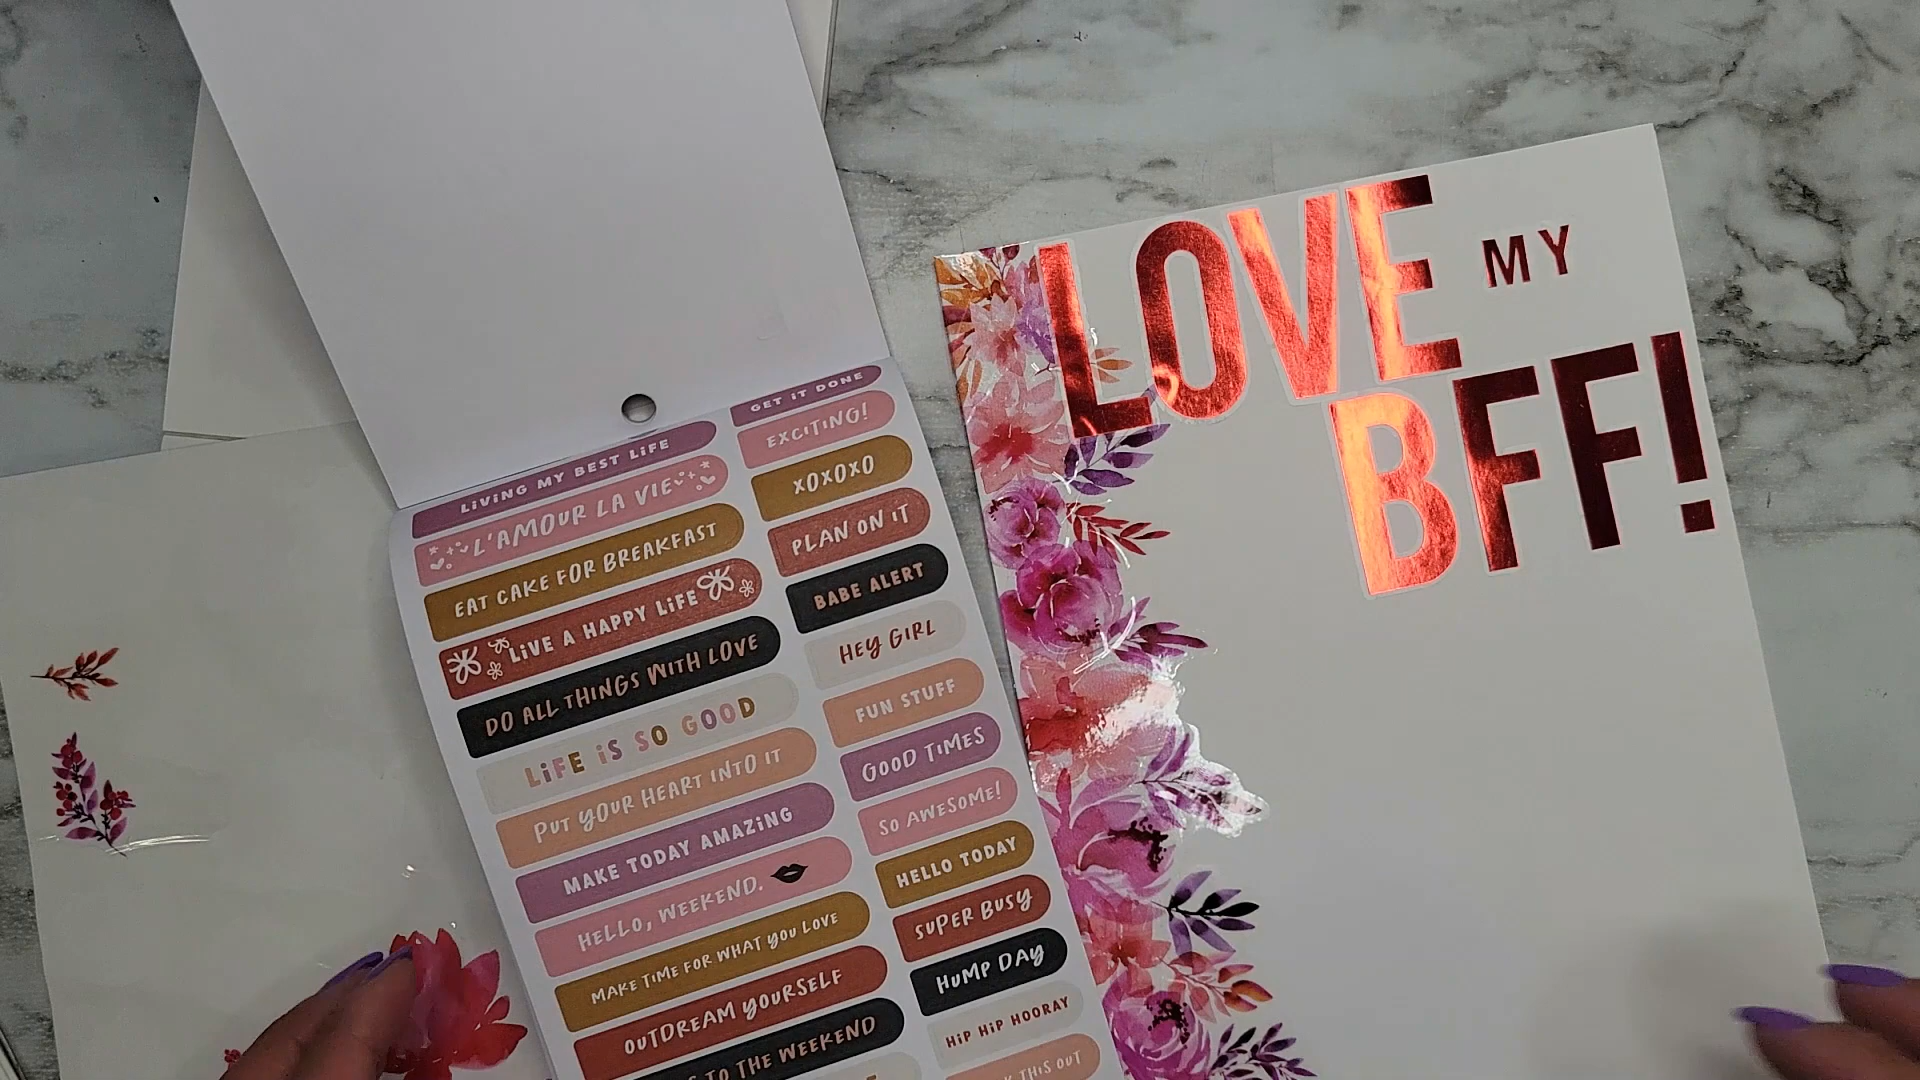 LiViNG MY BEST LiFE
L'AMOUR LA VIE
EAT CAKE FOR BREAKFAST
LiVE A HAPPY LiFE
DO ALL THINGS WITH LOVE
LiFE iS SO GOOD
PUT YOUR HEART INTO IT
MAKE TODAY AMAZiNG
HELLO, WEEKEND.
MAKE TIME FOR WHAT YOU LOVE
OUTDREAM YOURSELF
TO THE WEEKEND
GET iT DONE
EXCITING!
XOXOXO
PLAN ON IT
BABE ALERT
HEY GIRL
FUN STUFF
GOOD TIMES
SO AWESOME!
HELLO TODAY
SUPER BUSY
HUMP DAY
HiP HiP HOORAY
THIS OUT
LOVE MY
BFF!